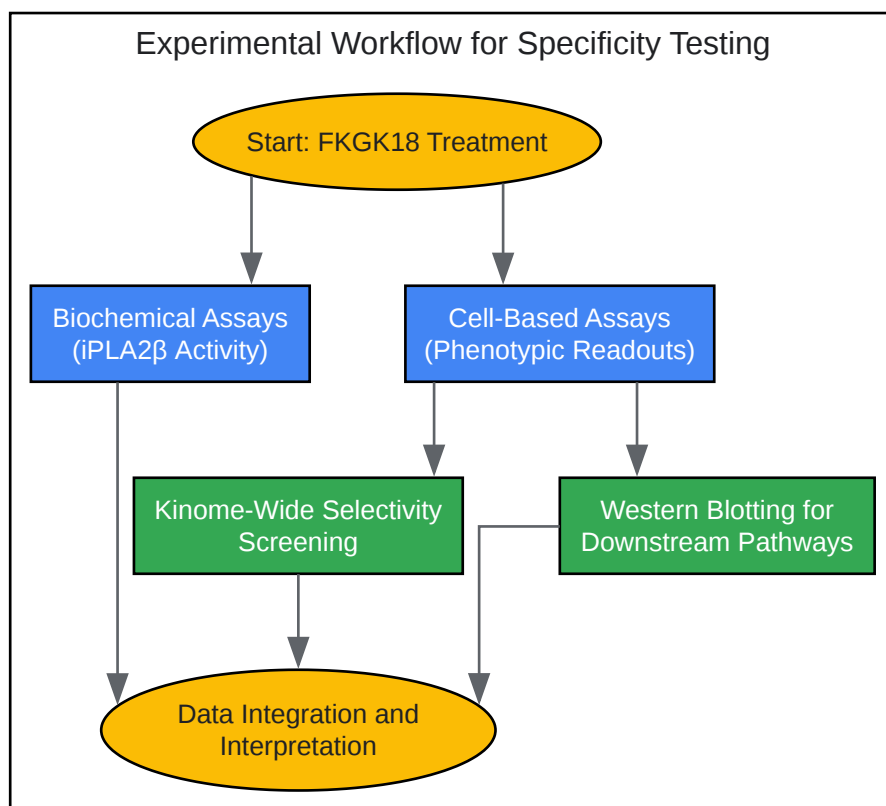 Experimental Workflow for Specificity Testing
Start: FKGK18 Treatment
Biochemical Assays
(iPLA2β Activity)
Cell-Based Assays
(Phenotypic Readouts)
Kinome-Wide Selectivity
Screening
Western Blotting for
Downstream Pathways
Data Integration and
Interpretation